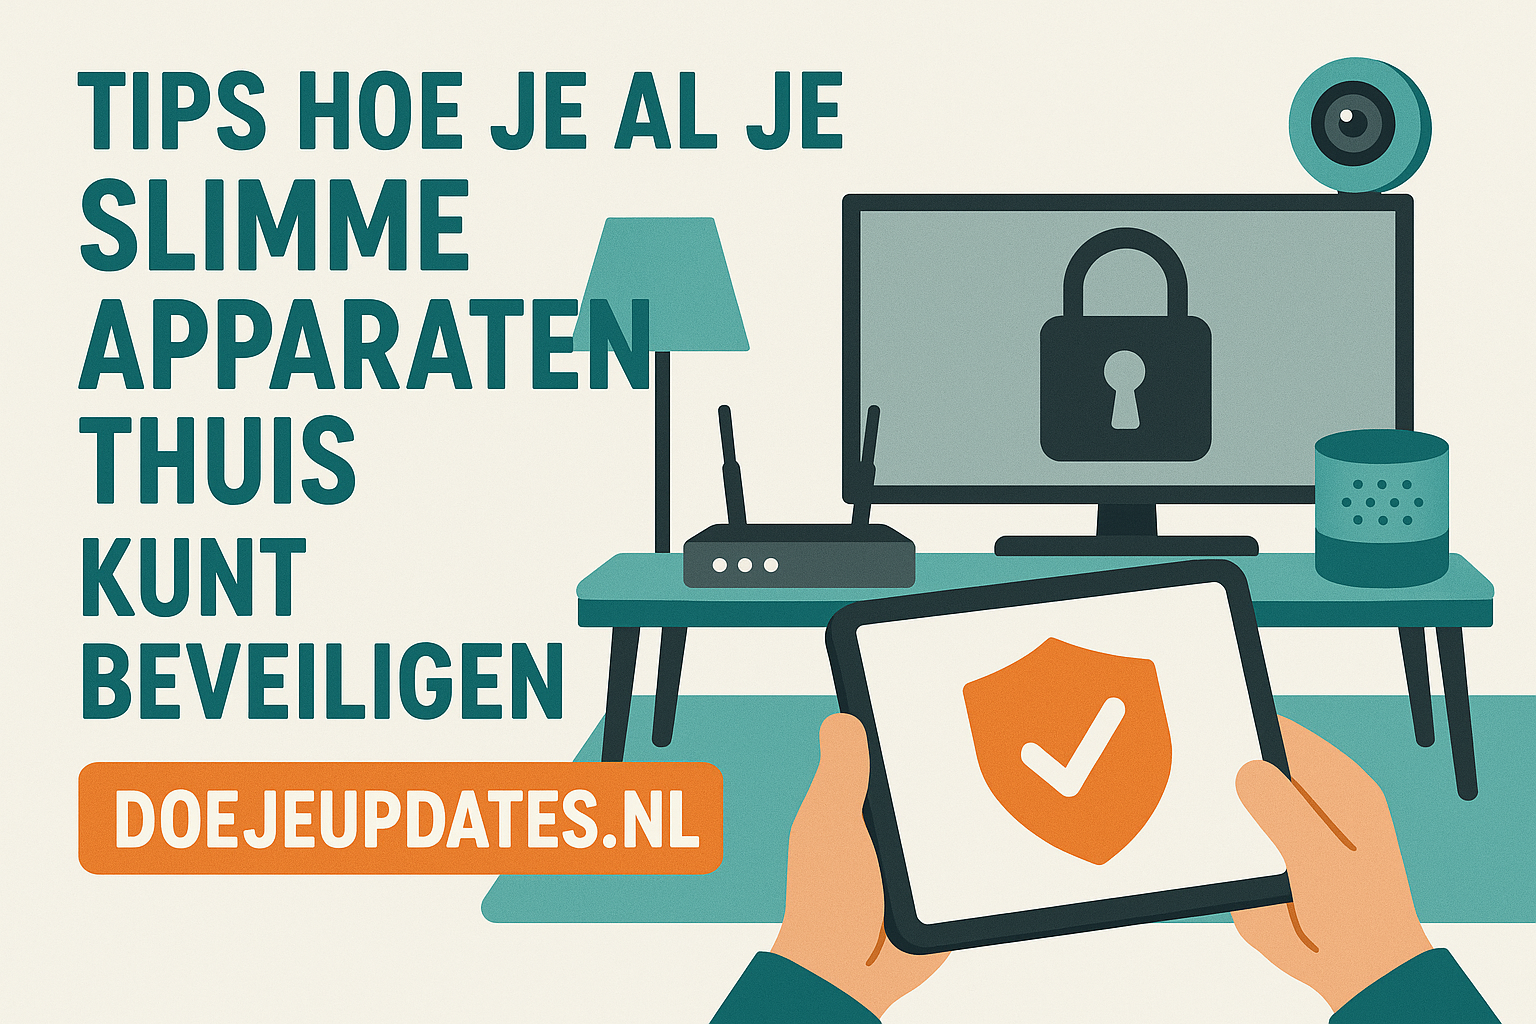 TIPS HOE JE AL JE
SLIMME
APPARATEN
THUIS
KUNT
BEVEILIGEN
DOEJEUPDATES.NL